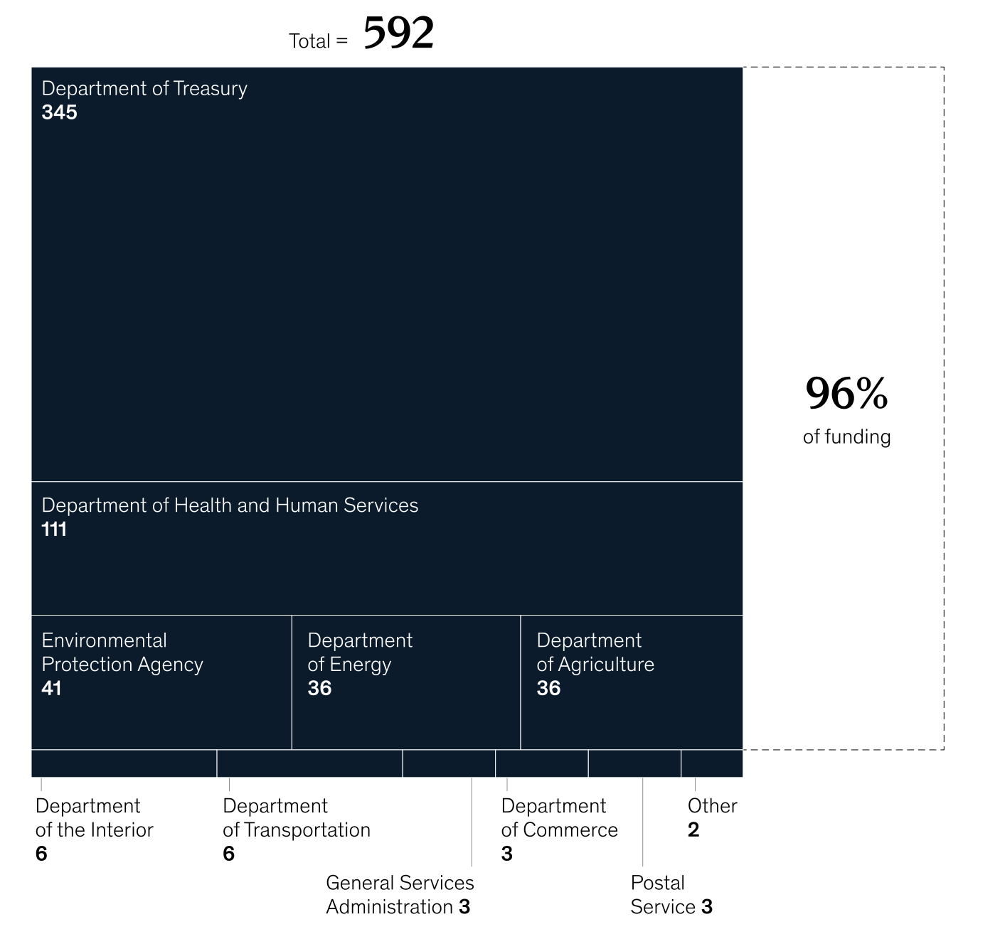 Total = 592
Department of Treasury
345
Department of Health and Human Services
111
Environmental
Protection Agency
41
Department
of Energy
36
Department
of Agriculture
36
96%
of funding
Department
of the Interior
6
Department
of Transportation
6
General Services
Administration 3
Department
of Commerce
3
Postal
Service 3
Other
2